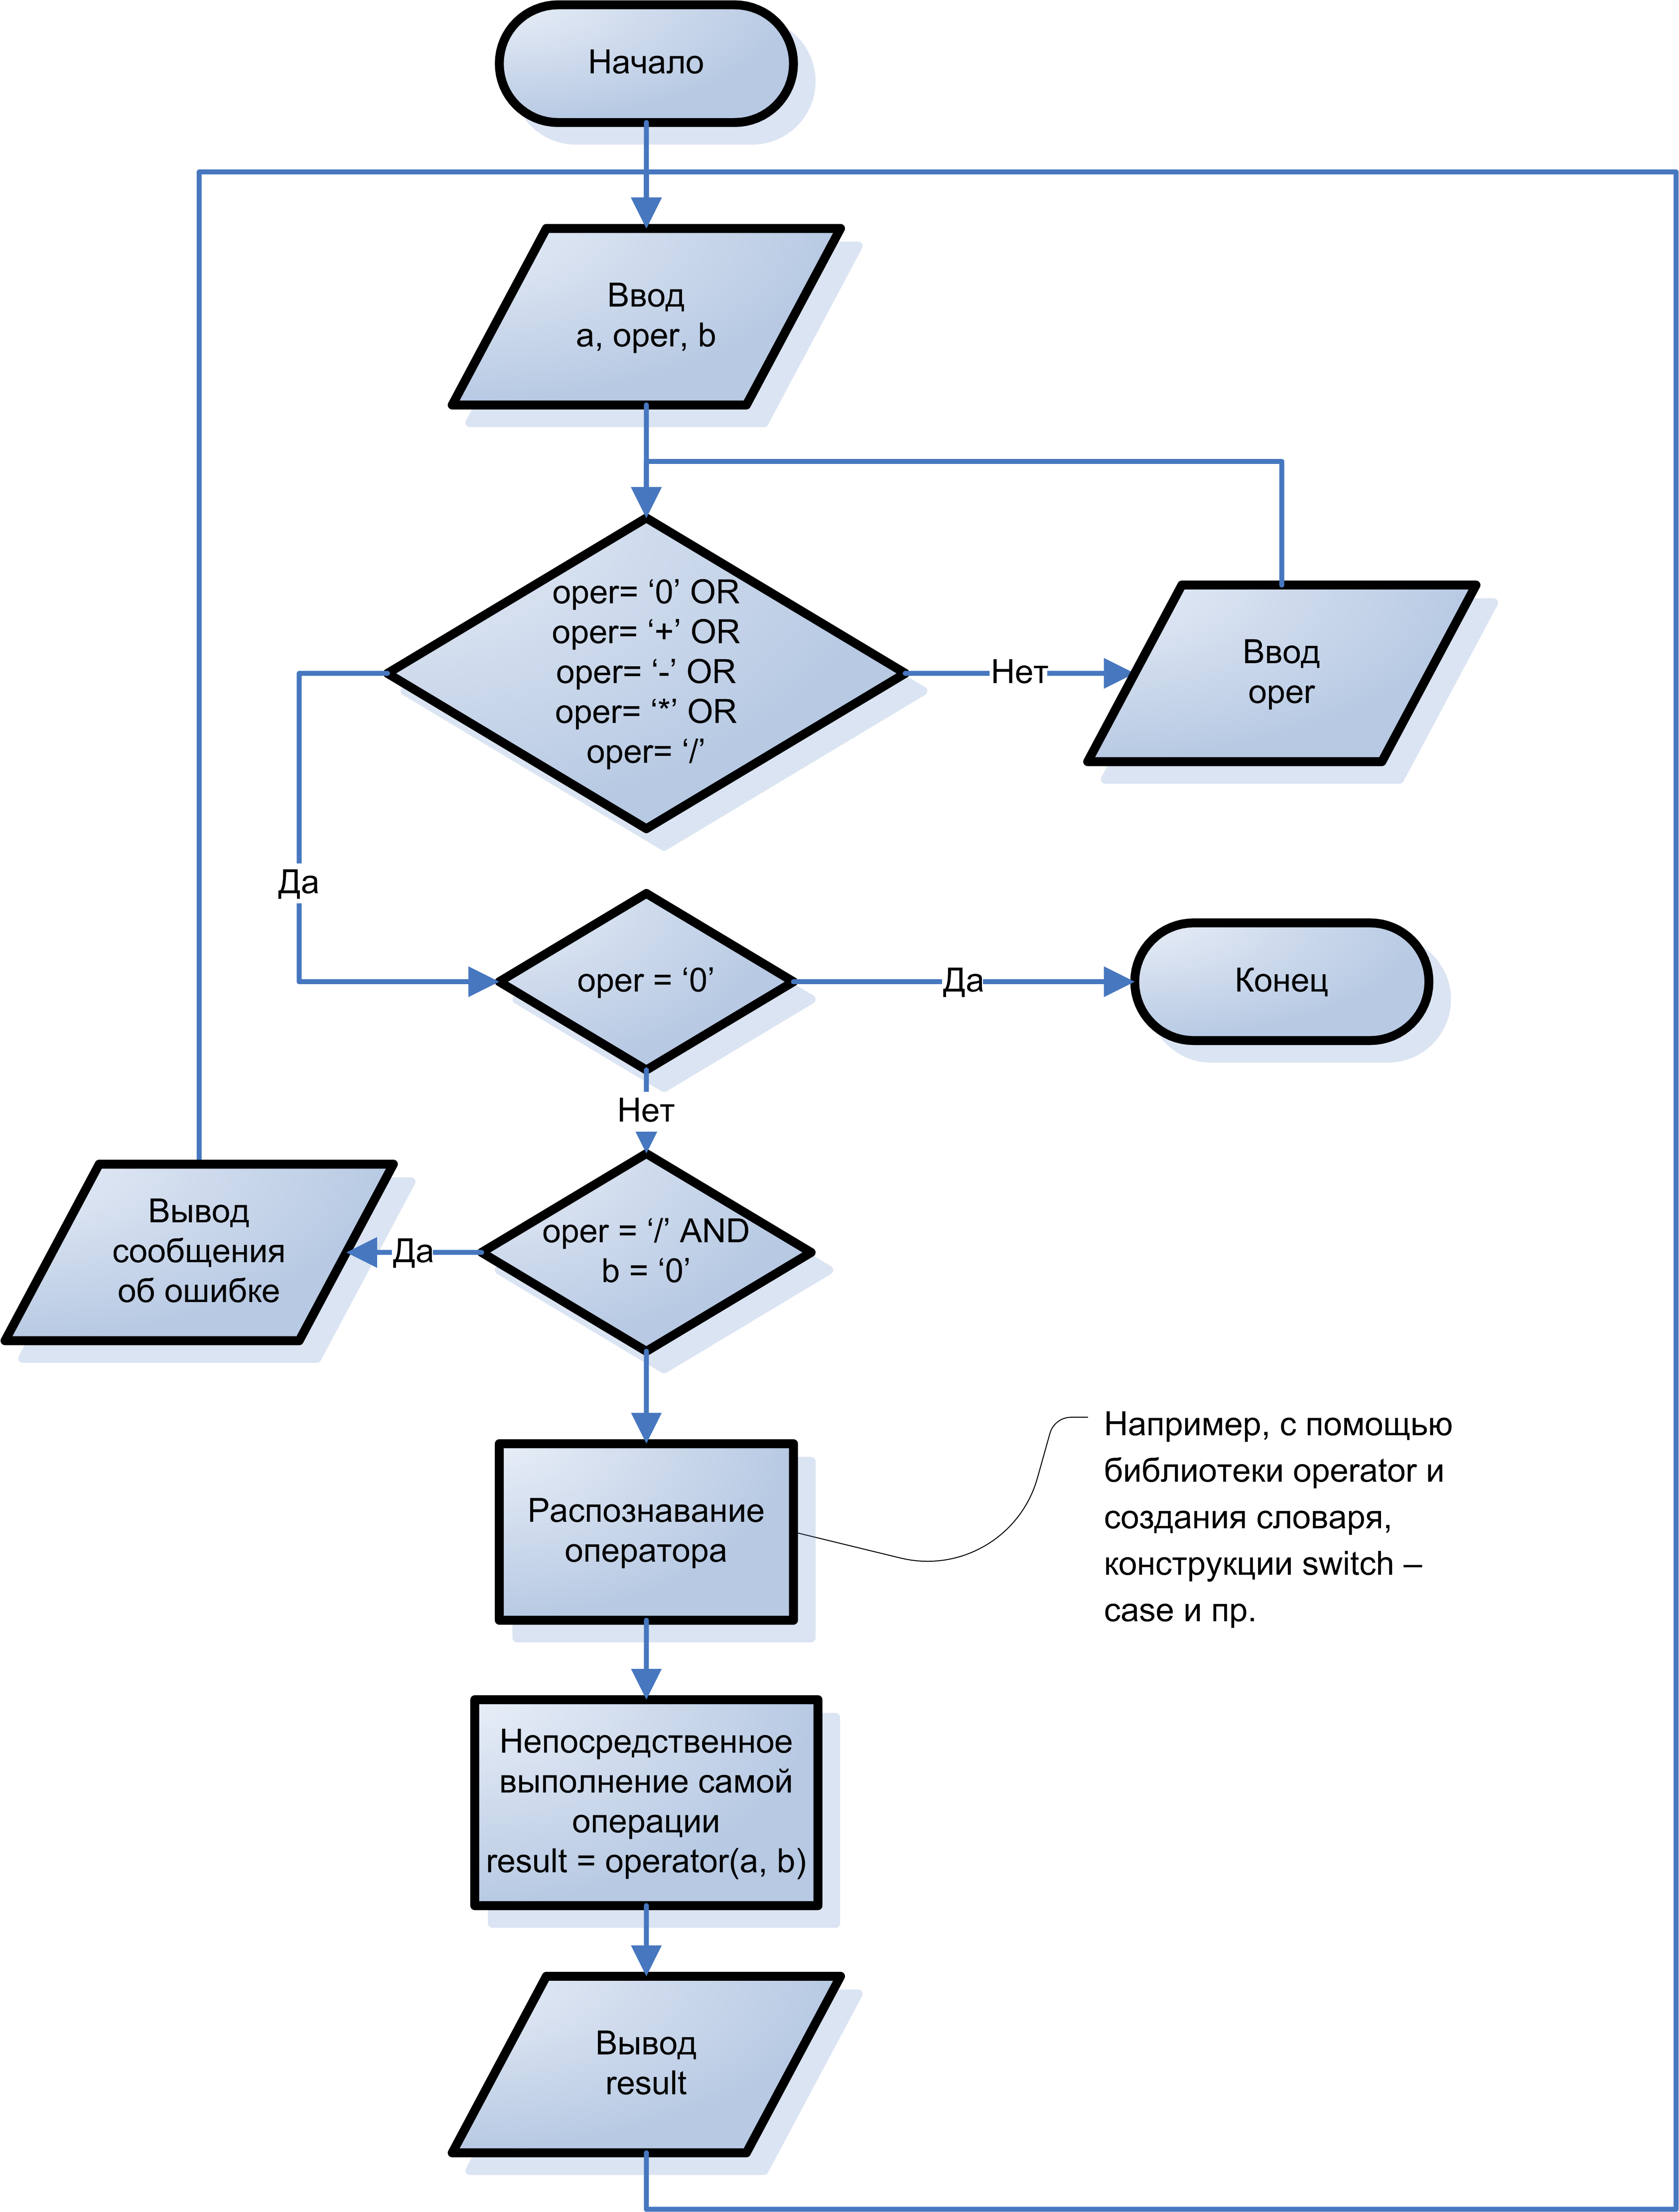 Начало
Ввод
a, oper, b
oper= ‘0’ OR
oper= ‘+’ OR
oper= ‘-’ OR
oper= ‘*’ OR
oper= ‘/’
Нет
Ввод
oper
Да
oper = ‘0’
Да
Конец
Нет
oper = ‘/’ AND
b = ‘0’
Да
Вывод
сообщения
об ошибке
Распознавание
оператора
Например, с помощью
библиотеки operator и
создания словаря,
конструкции switch –
case и пр.
Непосредственное
выполнение самой
операции
result = operator(a, b)
Вывод
result